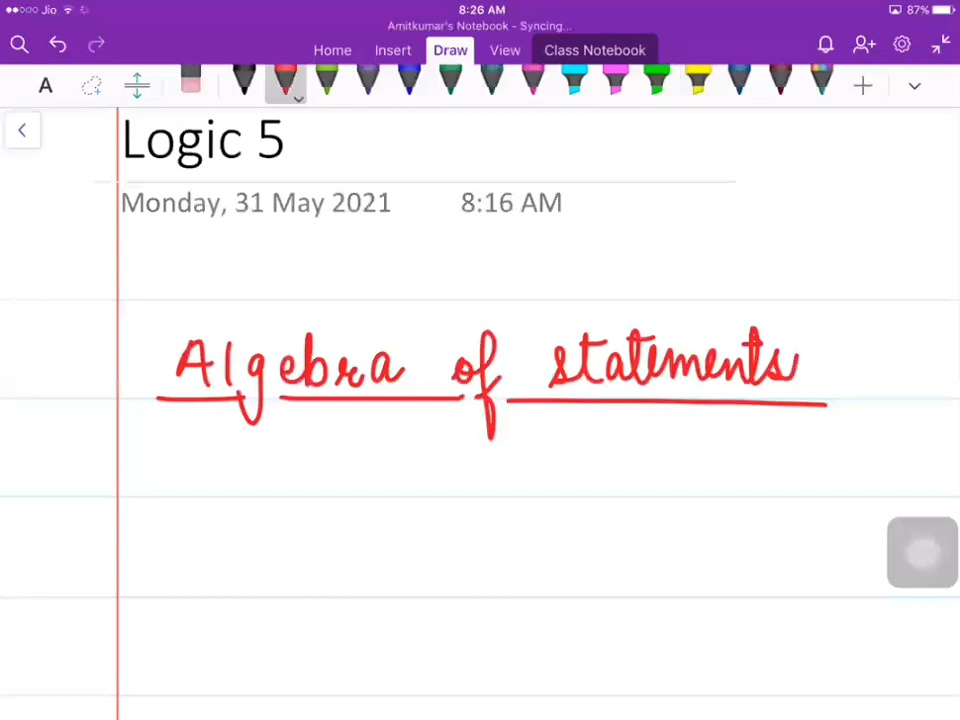 Jio 8:26 AM 87%
Amitkumar's Notebook - Syncing...
Home Insert Draw View Class Notebook
A
Logic 5
Monday, 31 May 2021 8:16 AM
Algebra of statements